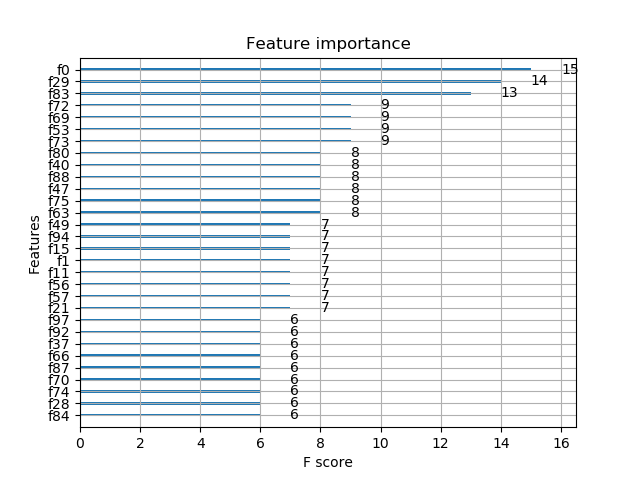 Feature importance
f0 15
f29 14
f83 13
f72 9
f69 9
f53 9
f73 9
f80 8
f40 8
f88 8
f47 8
f75 8
f63 8
f49 7
f94 7
f15 7
f1 7
f11 7
f56 7
f57 7
f21 7
f97 6
f92 6
f37 6
f66 6
f87 6
f70 6
f74 6
f28 6
f84 6
Features
0 2 4 6 8 10 12 14 16
F score